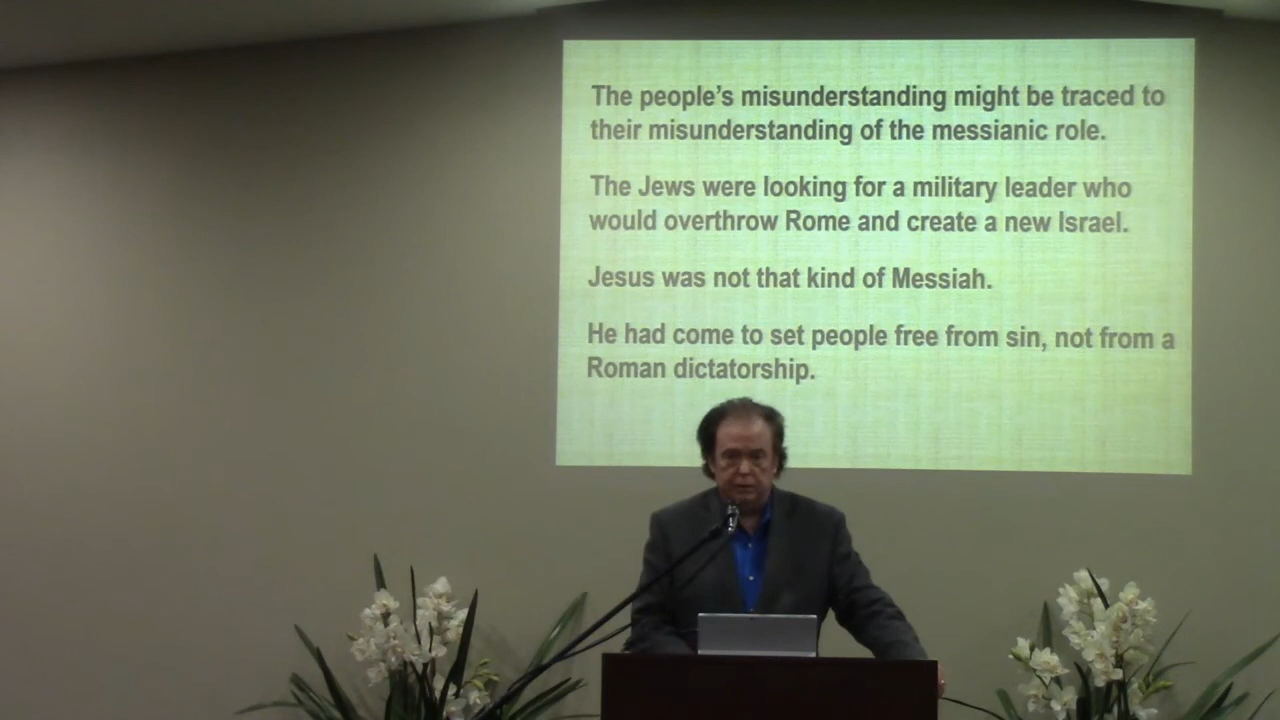 The people’s misunderstanding might be traced to
their misunderstanding of the messianic role.
The Jews were looking for a military leader who
would overthrow Rome and create a new Israel.
Jesus was not that kind of Messiah.
He had come to set people free from sin, not from a
Roman dictatorship.